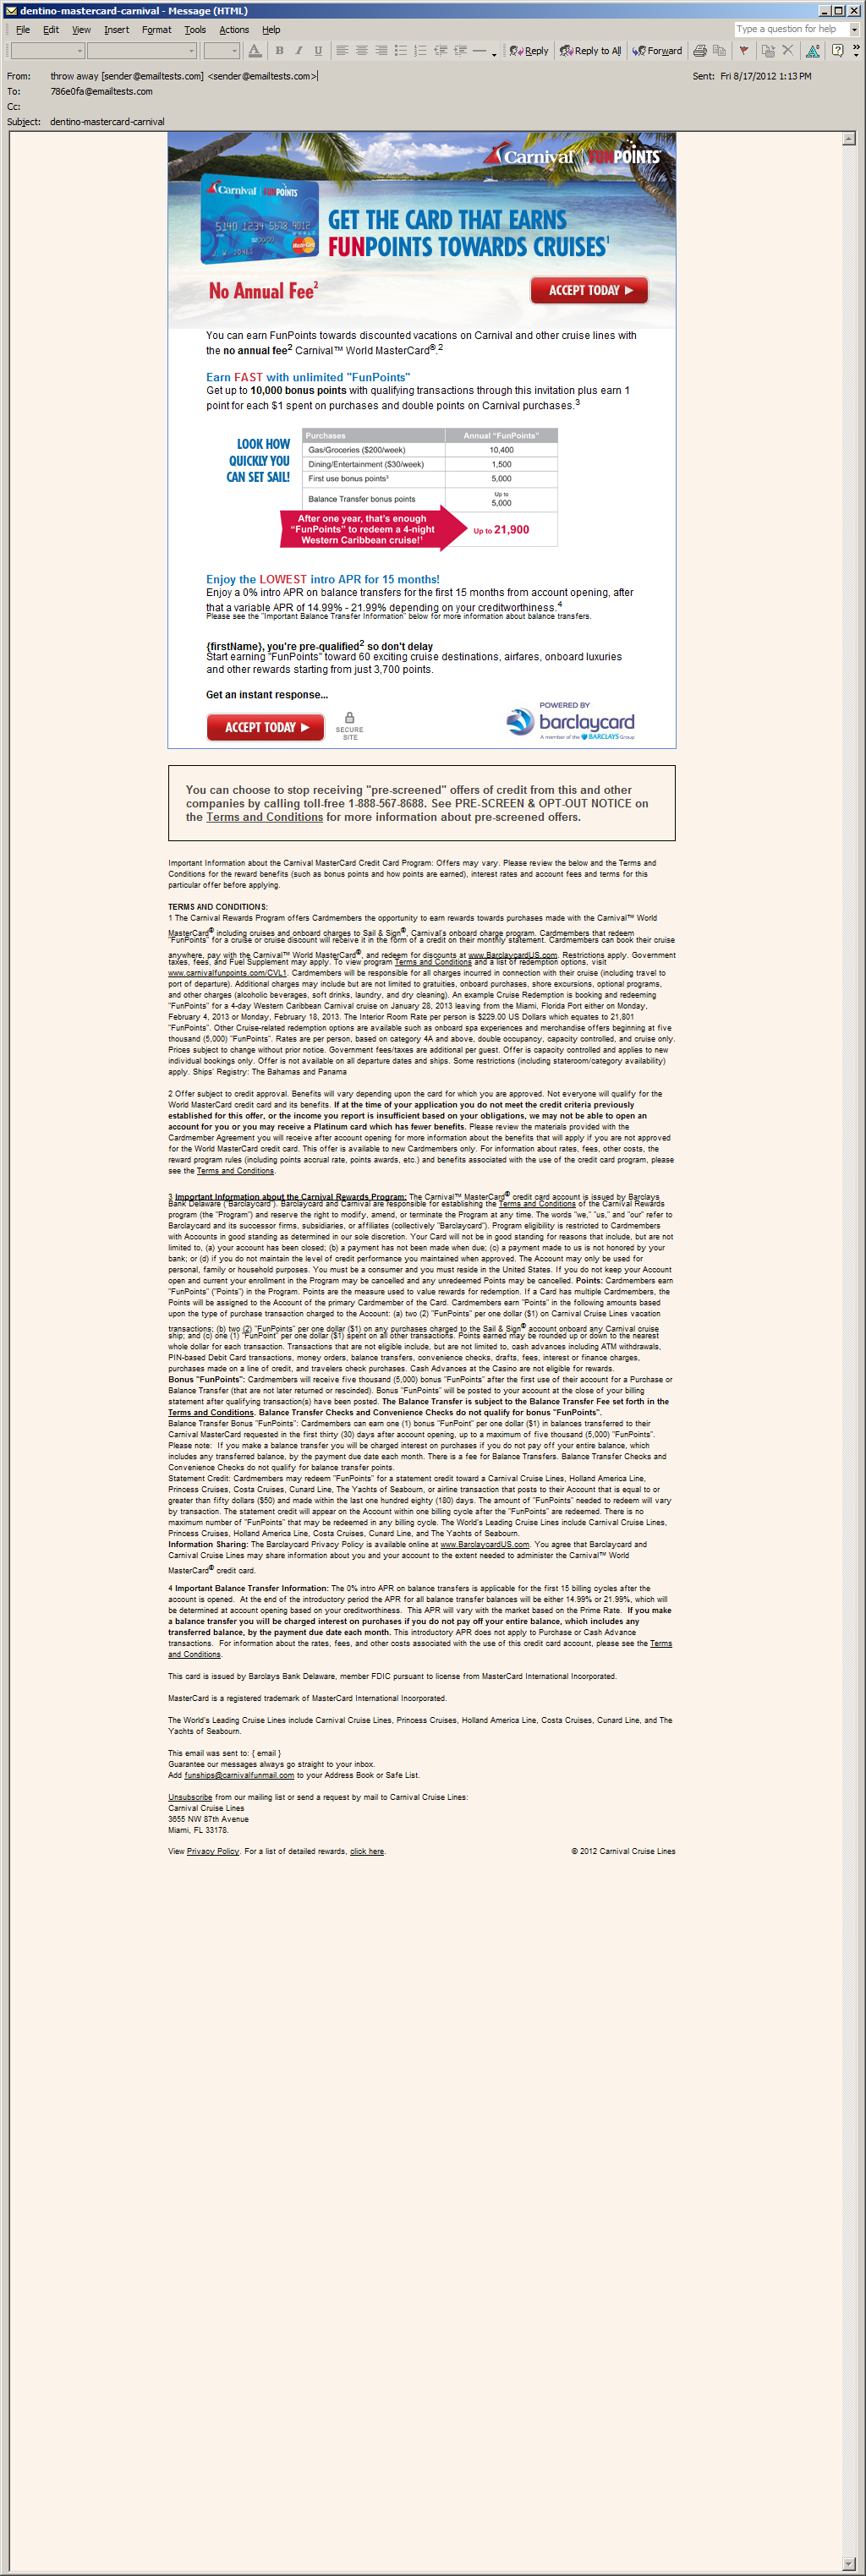 dentino-mastercard-carnival - Message (HTML)
File Edit View Insert Format Tools Actions Help
Type a question for help
Reply Reply to All Forward
From: throw away [sender@emailtests.com] <sender@emailtests.com>
Sent: Fri 8/17/2012 1:13 PM
To: 786e0fa@emailtests.com
Cc:
Subject: dentino-mastercard-carnival
Carnival | FUNPOINTS
Carnival | FUNPOINTS
5140 1234 5678 9012
WORLD
J. W. JONES
MasterCard
GET THE CARD THAT EARNS
FUNPOINTS TOWARDS CRUISES¹
No Annual Fee²
ACCEPT TODAY ►
You can earn FunPoints towards discounted vacations on Carnival and other cruise lines with
the no annual fee² Carnival™ World MasterCard®.²
Earn FAST with unlimited "FunPoints"
Get up to 10,000 bonus points with qualifying transactions through this invitation plus earn 1
point for each $1 spent on purchases and double points on Carnival purchases.³
LOOK HOW
QUICKLY YOU
CAN SET SAIL!
Purchases Annual "FunPoints"
Gas/Groceries ($200/week) 10,400
Dining/Entertainment ($30/week) 1,500
First use bonus points³ 5,000
Balance Transfer bonus points Up to
5,000
After one year, that's enough
"FunPoints" to redeem a 4-night
Western Caribbean cruise!¹
Up to 21,900
Enjoy the LOWEST intro APR for 15 months!
Enjoy a 0% intro APR on balance transfers for the first 15 months from account opening, after
that a variable APR of 14.99% - 21.99% depending on your creditworthiness.⁴
Please see the "Important Balance Transfer Information" below for more information about balance transfers.
{firstName}, you're pre-qualified² so don't delay
Start earning "FunPoints" toward 60 exciting cruise destinations, airfares, onboard luxuries
and other rewards starting from just 3,700 points.
Get an instant response...
ACCEPT TODAY ►
SECURE
SITE
POWERED BY
barclaycard
A member of the BARCLAYS Group
You can choose to stop receiving "pre-screened" offers of credit from this and other
companies by calling toll-free 1-888-567-8688. See PRE-SCREEN & OPT-OUT NOTICE on
the Terms and Conditions for more information about pre-screened offers.
Important Information about the Carnival MasterCard Credit Card Program: Offers may vary. Please review the below and the Terms and
Conditions for the reward benefits (such as bonus points and how points are earned), interest rates and account fees and terms for this
particular offer before applying.
TERMS AND CONDITIONS:
1 The Carnival Rewards Program offers Cardmembers the opportunity to earn rewards towards purchases made with the Carnival™ World
MasterCard® including cruises and onboard charges to Sail & Sign®, Carnival's onboard charge program. Cardmembers that redeem
"FunPoints" for a cruise or cruise discount will receive it in the form of a credit on their monthly statement. Cardmembers can book their cruise
anywhere, pay with the Carnival™ World MasterCard®, and redeem for discounts at www.BarclaycardUS.com. Restrictions apply. Government
taxes, fees, and Fuel Supplement may apply. To view program Terms and Conditions and a list of redemption options, visit
www.carnivalfunpoints.com/CVL1. Cardmembers will be responsible for all charges incurred in connection with their cruise (including travel to
port of departure). Additional charges may include but are not limited to gratuities, onboard purchases, shore excursions, optional programs,
and other charges (alcoholic beverages, soft drinks, laundry, and dry cleaning). An example Cruise Redemption is booking and redeeming
"FunPoints" for a 4-day Western Caribbean Carnival cruise on January 28, 2013 leaving from the Miami, Florida Port either on Monday,
February 4, 2013 or Monday, February 18, 2013. The Interior Room Rate per person is $229.00 US Dollars which equates to 21,801
"FunPoints". Other Cruise-related redemption options are available such as onboard spa experiences and merchandise offers beginning at five
thousand (5,000) "FunPoints". Rates are per person, based on category 4A and above, double occupancy, capacity controlled, and cruise only.
Prices subject to change without prior notice. Government fees/taxes are additional per guest. Offer is capacity controlled and applies to new
individual bookings only. Offer is not available on all departure dates and ships. Some restrictions (including stateroom/category availability)
apply. Ships' Registry: The Bahamas and Panama
2 Offer subject to credit approval. Benefits will vary depending upon the card for which you are approved. Not everyone will qualify for the
World MasterCard credit card and its benefits. If at the time of your application you do not meet the credit criteria previously
established for this offer, or the income you report is insufficient based on your obligations, we may not be able to open an
account for you or you may receive a Platinum card which has fewer benefits. Please review the materials provided with the
Cardmember Agreement you will receive after account opening for more information about the benefits that will apply if you are not approved
for the World MasterCard credit card. This offer is available to new Cardmembers only. For information about rates, fees, other costs, the
reward program rules (including points accrual rate, points awards, etc.) and benefits associated with the use of the credit card program, please
see the Terms and Conditions.
3 Important Information about the Carnival Rewards Program: The Carnival™ MasterCard® credit card account is issued by Barclays
Bank Delaware ("Barclaycard"). Barclaycard and Carnival are responsible for establishing the Terms and Conditions of the Carnival Rewards
program (the "Program") and reserve the right to modify, amend, or terminate the Program at any time. The words "we," "us," and "our" refer to
Barclaycard and its successor firms, subsidiaries, or affiliates (collectively "Barclaycard"). Program eligibility is restricted to Cardmembers
with Accounts in good standing as determined in our sole discretion. Your Card will not be in good standing for reasons that include, but are not
limited to, (a) your account has been closed; (b) a payment has not been made when due; (c) a payment made to us is not honored by your
bank; or (d) if you do not maintain the level of credit performance you maintained when approved. The Account may only be used for
personal, family or household purposes. You must be a consumer and you must reside in the United States. If you do not keep your Account
open and current your enrollment in the Program may be cancelled and any unredeemed Points may be cancelled. Points: Cardmembers earn
"FunPoints" ("Points") in the Program. Points are the measure used to value rewards for redemption. If a Card has multiple Cardmembers, the
Points will be assigned to the Account of the primary Cardmember of the Card. Cardmembers earn "Points" in the following amounts based
upon the type of purchase transaction charged to the Account: (a) two (2) "FunPoints" per one dollar ($1) on Carnival Cruise Lines vacation
transactions; (b) two (2) "FunPoints" per one dollar ($1) on any purchases charged to the Sail & Sign® account onboard any Carnival cruise
ship; and (c) one (1) "FunPoint" per one dollar ($1) spent on all other transactions. Points earned may be rounded up or down to the nearest
whole dollar for each transaction. Transactions that are not eligible include, but are not limited to, cash advances including ATM withdrawals,
PIN-based Debit Card transactions, money orders, balance transfers, convenience checks, drafts, fees, interest or finance charges,
purchases made on a line of credit, and travelers check purchases. Cash Advances at the Casino are not eligible for rewards.
Bonus "FunPoints": Cardmembers will receive five thousand (5,000) bonus "FunPoints" after the first use of their account for a Purchase or
Balance Transfer (that are not later returned or rescinded). Bonus "FunPoints" will be posted to your account at the close of your billing
statement after qualifying transaction(s) have been posted. The Balance Transfer is subject to the Balance Transfer Fee set forth in the
Terms and Conditions. Balance Transfer Checks and Convenience Checks do not qualify for bonus "FunPoints".
Balance Transfer Bonus "FunPoints": Cardmembers can earn one (1) bonus "FunPoint" per one dollar ($1) in balances transferred to their
Carnival MasterCard requested in the first thirty (30) days after account opening, up to a maximum of five thousand (5,000) "FunPoints".
Please note: If you make a balance transfer you will be charged interest on purchases if you do not pay off your entire balance, which
includes any transferred balance, by the payment due date each month. There is a fee for Balance Transfers. Balance Transfer Checks and
Convenience Checks do not qualify for balance transfer points.
Statement Credit: Cardmembers may redeem "FunPoints" for a statement credit toward a Carnival Cruise Lines, Holland America Line,
Princess Cruises, Costa Cruises, Cunard Line, The Yachts of Seabourn, or airline transaction that posts to their Account that is equal to or
greater than fifty dollars ($50) and made within the last one hundred eighty (180) days. The amount of "FunPoints" needed to redeem will vary
by transaction. The statement credit will appear on the Account within one billing cycle after the "FunPoints" are redeemed. There is no
maximum number of "FunPoints" that may be redeemed in any billing cycle. The World's Leading Cruise Lines include Carnival Cruise Lines,
Princess Cruises, Holland America Line, Costa Cruises, Cunard Line, and The Yachts of Seabourn.
Information Sharing: The Barclaycard Privacy Policy is available online at www.BarclaycardUS.com. You agree that Barclaycard and
Carnival Cruise Lines may share information about you and your account to the extent needed to administer the Carnival™ World
MasterCard® credit card.
4 Important Balance Transfer Information: The 0% intro APR on balance transfers is applicable for the first 15 billing cycles after the
account is opened. At the end of the introductory period the APR for all balance transfer balances will be either 14.99% or 21.99%, which will
be determined at account opening based on your creditworthiness. This APR will vary with the market based on the Prime Rate. If you make
a balance transfer you will be charged interest on purchases if you do not pay off your entire balance, which includes any
transferred balance, by the payment due date each month. This introductory APR does not apply to Purchase or Cash Advance
transactions. For information about the rates, fees, and other costs associated with the use of this credit card account, please see the Terms
and Conditions.
This card is issued by Barclays Bank Delaware, member FDIC pursuant to license from MasterCard International Incorporated.
MasterCard is a registered trademark of MasterCard International Incorporated.
The World's Leading Cruise Lines include Carnival Cruise Lines, Princess Cruises, Holland America Line, Costa Cruises, Cunard Line, and The
Yachts of Seabourn.
This email was sent to: { email }
Guarantee our messages always go straight to your inbox.
Add funships@carnivalfunmail.com to your Address Book or Safe List.
Unsubscribe from our mailing list or send a request by mail to Carnival Cruise Lines:
Carnival Cruise Lines
3655 NW 87th Avenue
Miami, FL 33178.
View Privacy Policy. For a list of detailed rewards, click here.
© 2012 Carnival Cruise Lines